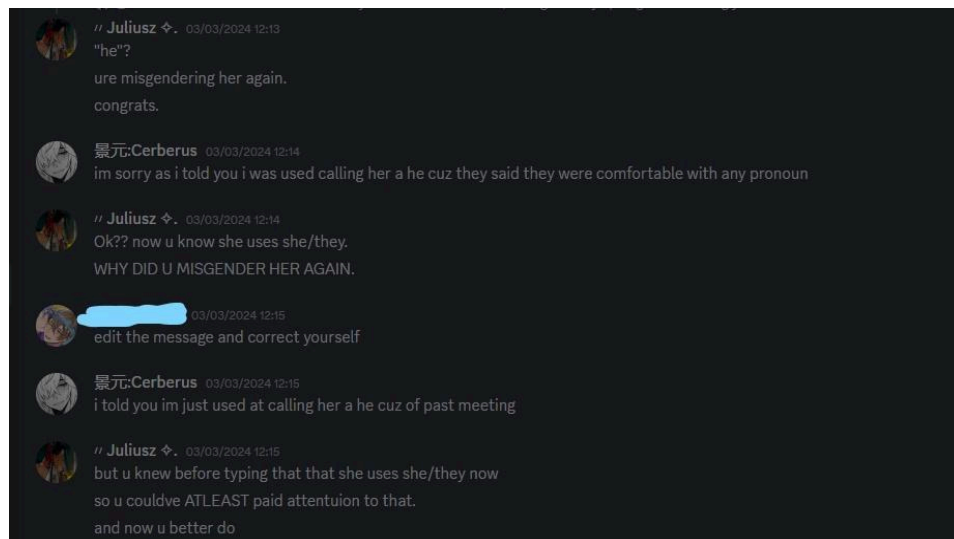 〃 Juliusz ✧. 03/03/2024 12:13
"he"?
ure misgendering her again.
congrats.
景元:Cerberus 03/03/2024 12:14
im sorry as i told you i was used calling her a he cuz they said they were comfortable with any pronoun
〃 Juliusz ✧. 03/03/2024 12:14
Ok?? now u know she uses she/they.
WHY DID U MISGENDER HER AGAIN.
03/03/2024 12:15
edit the message and correct yourself
景元:Cerberus 03/03/2024 12:15
i told you im just used at calling her a he cuz of past meeting
〃 Juliusz ✧. 03/03/2024 12:15
but u knew before typing that that she uses she/they now
so u couldve ATLEAST paid attentuion to that.
and now u better do